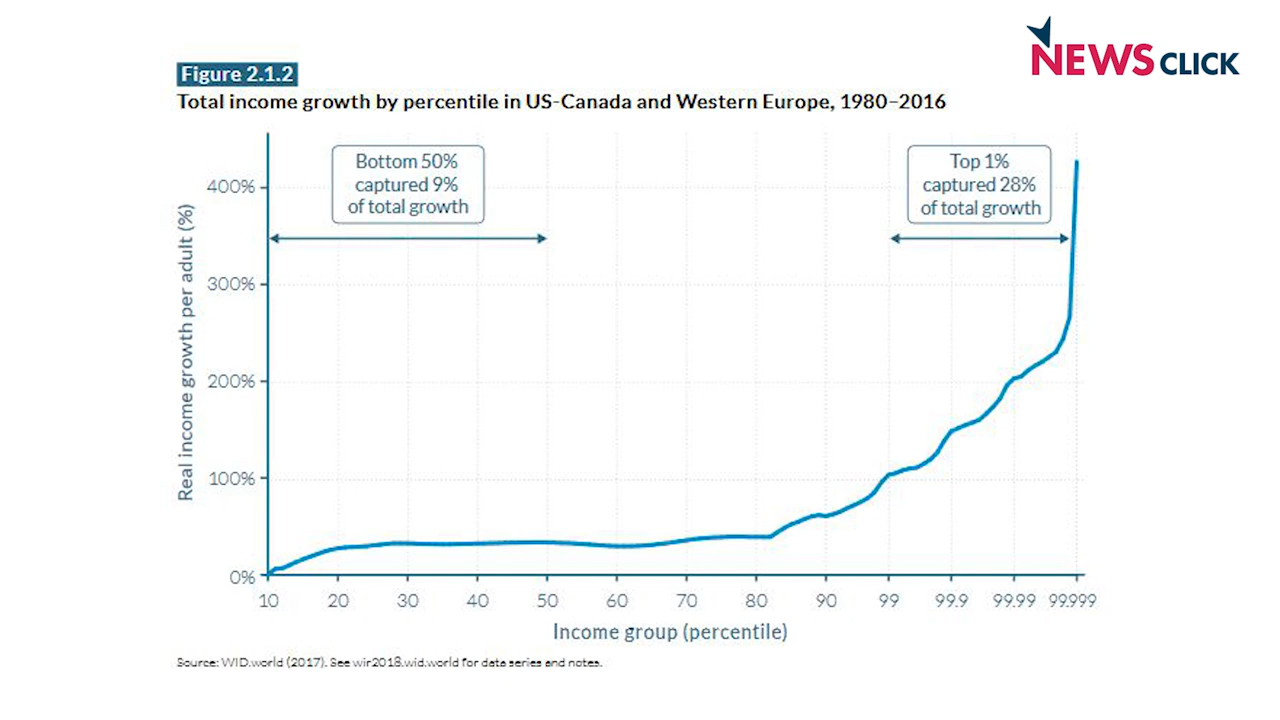 NEWS CLICK
Figure 2.1.2
Total income growth by percentile in US-Canada and Western Europe, 1980–2016
Bottom 50%
captured 9%
of total growth
Top 1%
captured 28%
of total growth
Real income growth per adult (%)
400%
300%
200%
100%
0%
10 20 30 40 50 60 70 80 90 99 99.9 99.99 99.999
Income group (percentile)
Source: WID.world (2017). See wir2018.wid.world for data series and notes.